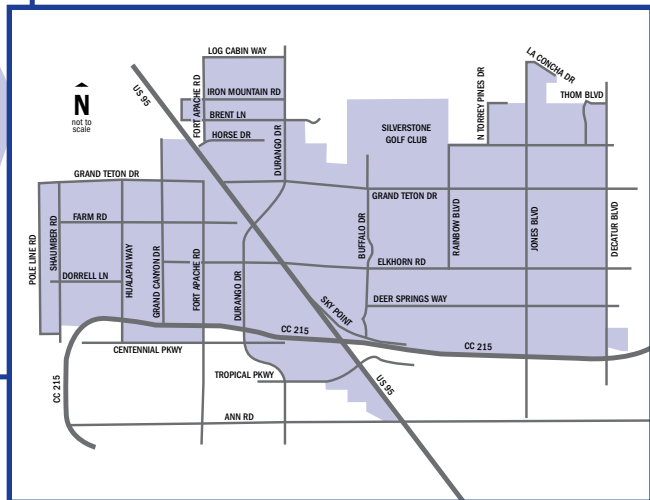 LOG CABIN WAY
LA CONCHA DR
US 95
N
not to
scale
FORT APACHE RD
IRON MOUNTAIN RD
N TORREY PINES DR
THOM BLVD
BRENT LN
HORSE DR
DURANGO DR
SILVERSTONE
GOLF CLUB
GRAND TETON DR
GRAND TETON DR
POLE LINE RD
SHAUMBER RD
FARM RD
HUALAPAI WAY
GRAND CANYON DR
FORT APACHE RD
DURANGO DR
BUFFALO DR
RAINBOW BLVD
JONES BLVD
DECATUR BLVD
ELKHORN RD
DORRELL LN
SKY POINT
DEER SPRINGS WAY
CC 215
CC 215
CENTENNIAL PKWY
TROPICAL PKWY
US 95
CC 215
ANN RD